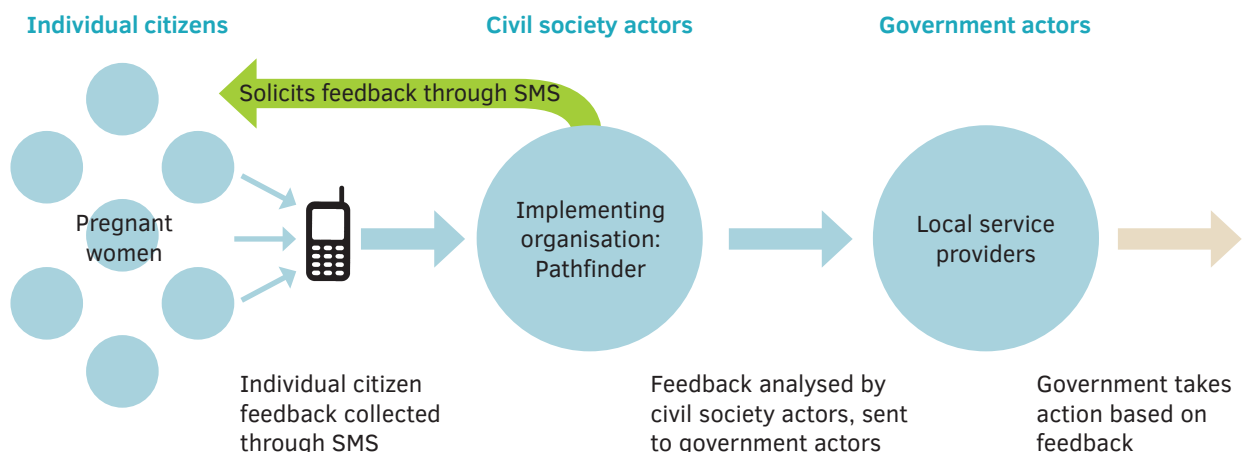 Individual citizens
Civil society actors
Government actors
Solicits feedback through SMS
Pregnant
women
Implementing
organisation:
Pathfinder
Local service
providers
Individual citizen
feedback collected
through SMS
Feedback analysed by
civil society actors, sent
to government actors
Government takes
action based on
feedback